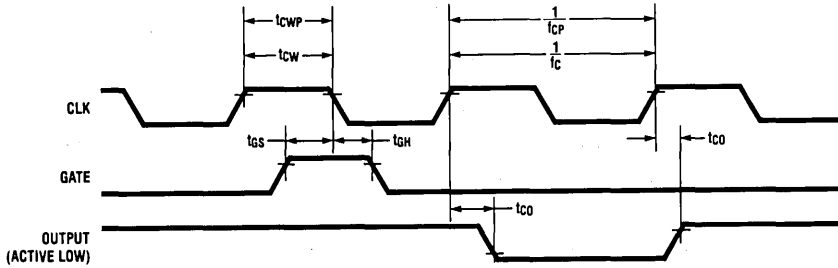 tCWP
1
fCP
tCW
1
fC
CLK
tGS
tGH
tCO
GATE
tCO
OUTPUT
(ACTIVE LOW)